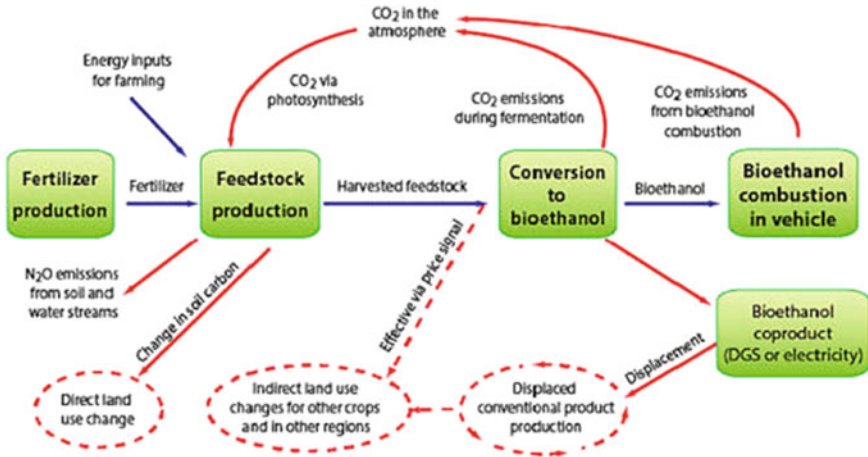 CO2 in the
atmosphere
Energy inputs
for farming
CO2 via
photosynthesis
CO2 emissions
during fermentation
CO2 emissions
from bioethanol
combustion
Fertilizer
production
Fertilizer
Feedstock
production
Harvested feedstock
Conversion
to
bioethanol
Bioethanol
Bioethanol
combustion
in vehicle
N2O emissions
from soil and
water streams
Change in soil carbon
Effective via price signal
Bioethanol
coproduct
(DGS or electricity)
Displacement
Direct land
use change
Indirect land use
changes for other crops
and in other regions
Displaced
conventional product
production